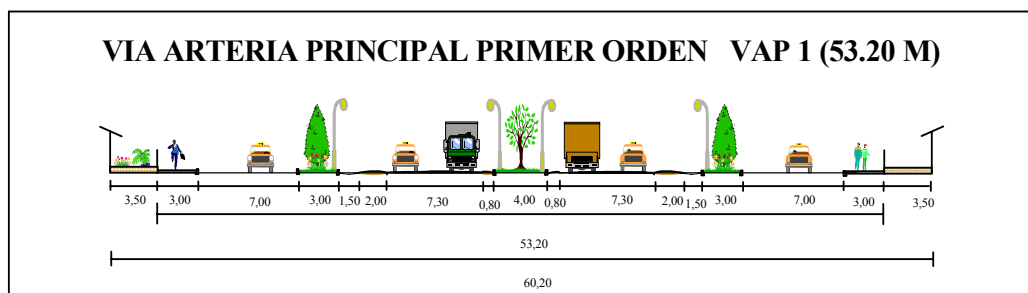 VIA ARTERIA PRINCIPAL PRIMER ORDEN VAP 1 (53.20 M)
3,50 3,00 7,00 3,00 1,50 2,00 7,30 0,80 4,00 0,80 7,30 2,00 1,50 3,00 7,00 3,00 3,50
53,20
60,20